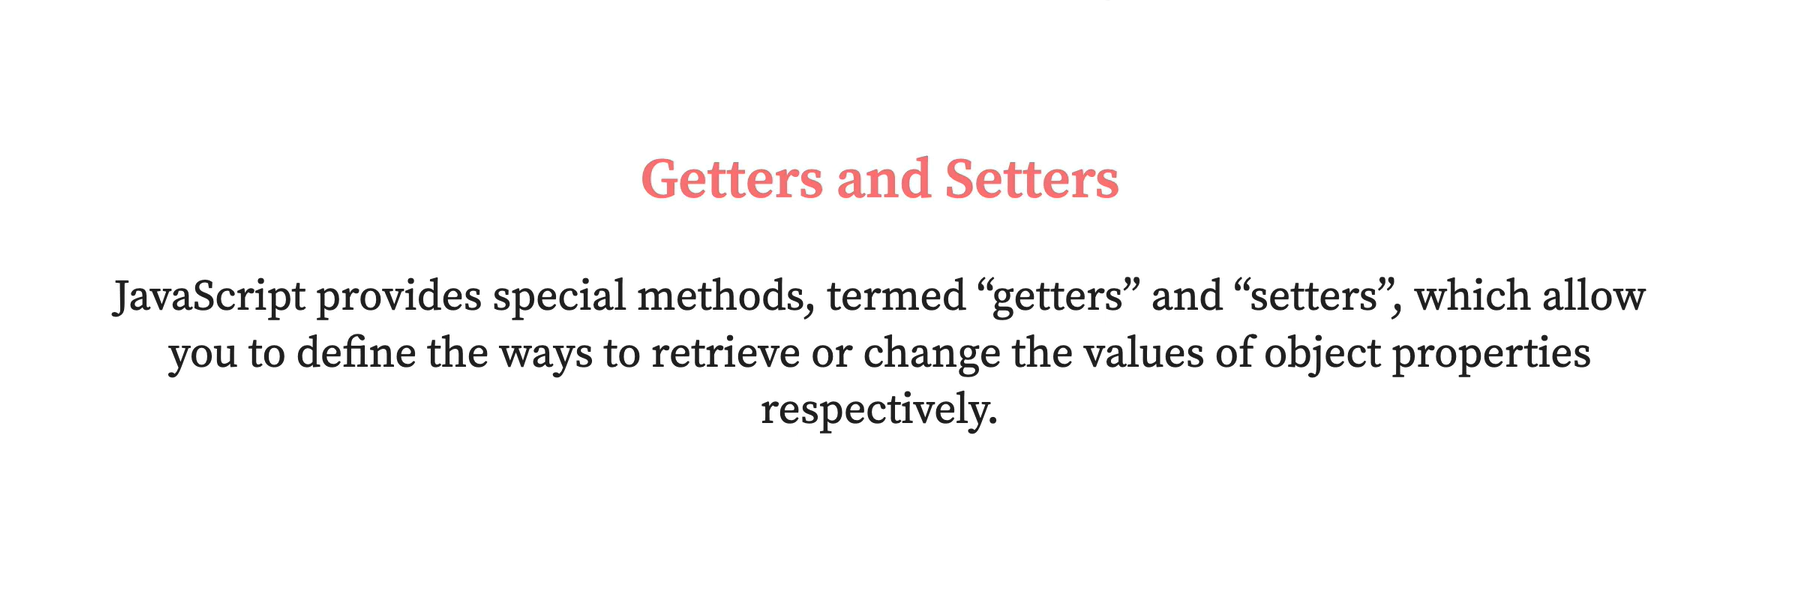 Getters and Setters
JavaScript provides special methods, termed “getters” and “setters”, which allow
you to define the ways to retrieve or change the values of object properties
respectively.